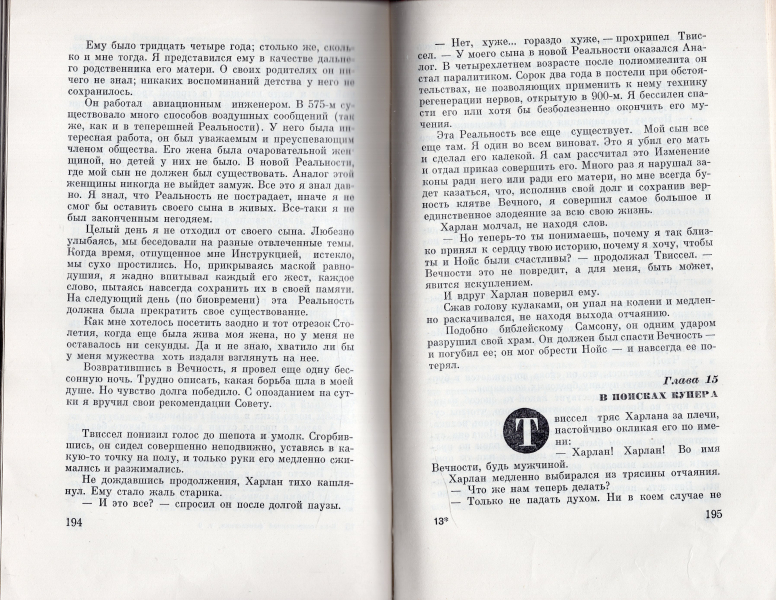 Ему было тридцать четыре года; столько же, сколь-
ко и мне тогда. Я представился ему в качестве дальне-
го родственника его матери. О своих родителях он ни-
чего не знал; никаких воспоминаний детства у него не
сохранилось.
Он работал авиационным инженером. В 575-м су-
ществовало много способов воздушных сообщений (так
же, как и в теперешней Реальности). У него была ин-
тересная работа, он был уважаемым и преуспевающим
членом общества. Его жена была очаровательной жен-
щиной, но детей у них не было. В новой Реальности,
где мой сын не должен был существовать. Аналог этой
женщины никогда не выйдет замуж. Все это я знал дав-
но. Я знал, что Реальность не пострадает, иначе я не
смог бы оставить своего сына в живых. Все-таки я не
был законченным негодяем.
Целый день я не отходил от своего сына. Любезно
улыбаясь, мы беседовали на разные отвлеченные темы.
Когда время, отпущенное мне Инструкцией, истекло,
мы сухо простились. Но, прикрываясь маской равно-
душия, я жадно впитывал каждый его жест, каждое
слово, пытаясь навсегда сохранить их в своей памяти.
На следующий день (по биовремени) эта Реальность
должна была прекратить свое существование.
Как мне хотелось посетить заодно и тот отрезок Сто-
летия, когда еще была жива моя жена, но у меня не
оставалось ни секунды. Да и не знаю, хватило ли бы
у меня мужества хоть издали взглянуть на нее.
Возвратившись в Вечность, я провел еще одну бес-
сонную ночь. Трудно описать, какая борьба шла в моей
душе. Но чувство долга победило. С опозданием на сут-
ки я вручил свои рекомендации Совету.
Твиссел понизил голос до шепота и умолк. Сгорбив-
шись, он сидел совершенно неподвижно, уставясь в ка-
кую-то точку на полу, и только руки его медленно сжи-
мались и разжимались.
Не дождавшись продолжения, Харлан тихо кашля-
нул. Ему стало жаль старика.
— И это все? — спросил он после долгой паузы.
194
— Нет, хуже... гораздо хуже, — прохрипел Твис-
сел. — У моего сына в новой Реальности оказался Ана-
лог. В четырехлетнем возрасте после полиомиелита он
стал паралитиком. Сорок два года в постели при обстоя-
тельствах, не позволяющих применить к нему технику
регенерации нервов, открытую в 900-м. Я бессилен спа-
сти его или хотя бы безболезненно окончить его му-
чения.
Эта Реальность все еще существует. Мой сын все
еще там. Я один во всем виноват. Это я убил его мать
и сделал его калекой. Я сам рассчитал это Изменение
и отдал приказ совершить его. Много раз я нарушал за-
коны ради него или ради его матери, но мне всегда бу-
дет казаться, что, исполнив свой долг и сохранив вер-
ность клятве Вечного, я совершил самое большое и
единственное злодеяние за всю свою жизнь.
Харлан молчал, не находя слов.
— Но теперь-то ты понимаешь, почему я так близ-
ко принял к сердцу твою историю, почему я хочу, чтобы
ты и Нойс были счастливы? — продолжал Твиссел. —
Вечности это не повредит, а для меня, быть может,
явится искуплением.
И вдруг Харлан поверил ему.
Сжав голову кулаками, он упал на колени и медлен-
но раскачивался, не находя выхода отчаянию.
Подобно библейскому Самсону, он одним ударом
разрушил свой храм. Он должен был спасти Вечность —
и погубил ее; он мог обрести Нойс — и навсегда ее по-
терял.
Глава 15
В ПОИСКАХ КУПЕРА
Твиссел тряс Харлана за плечи,
настойчиво окликая его по име-
ни:
— Харлан! Харлан! Во имя
Вечности, будь мужчиной.
Харлан медленно выбирался из трясины отчаяния.
— Что же нам теперь делать?
— Только не падать духом. Ни в коем случае не
13*
195